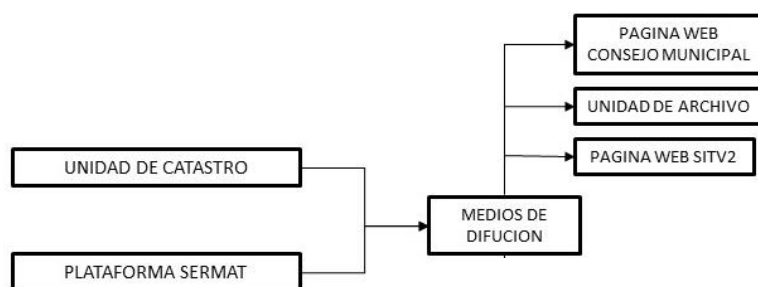 PAGINA WEB
CONSEJO MUNICIPAL
UNIDAD DE ARCHIVO
PAGINA WEB SITV2
UNIDAD DE CATASTRO
MEDIOS DE
DIFUCION
PLATAFORMA SERMAT